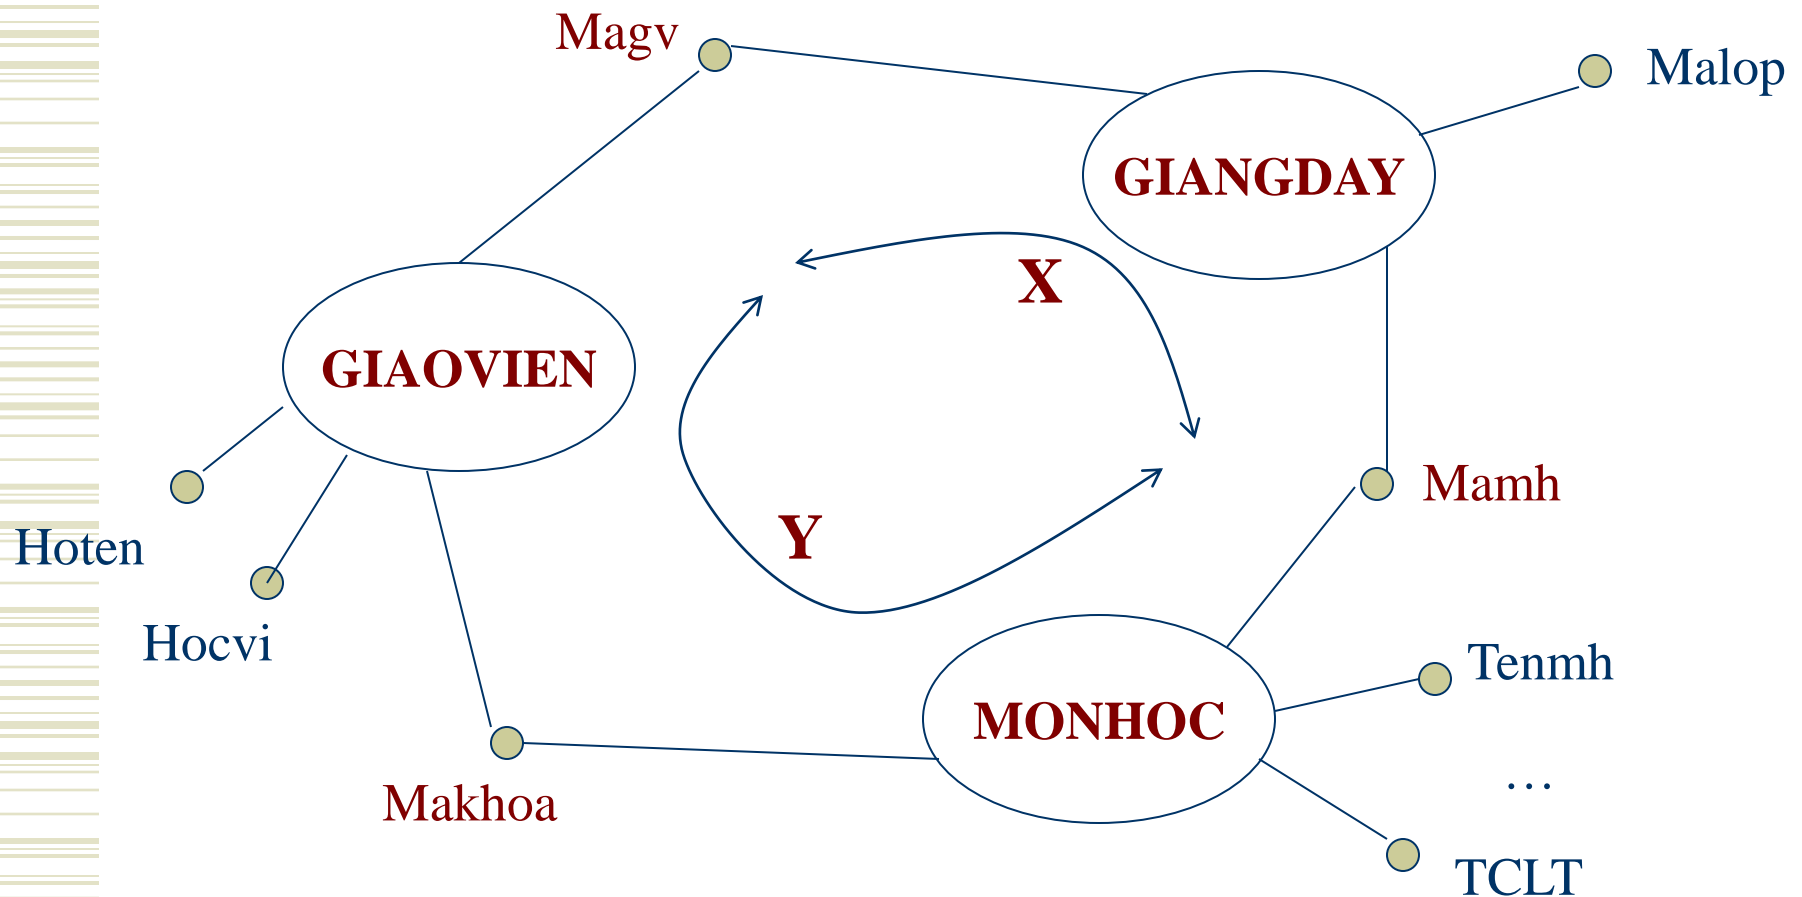 Magv
Malop
GIANGDAY
X
GIAOVIEN
Mamh
Y
Hoten
Hocvi
Tenmh
MONHOC
…
Makhoa
TCLT